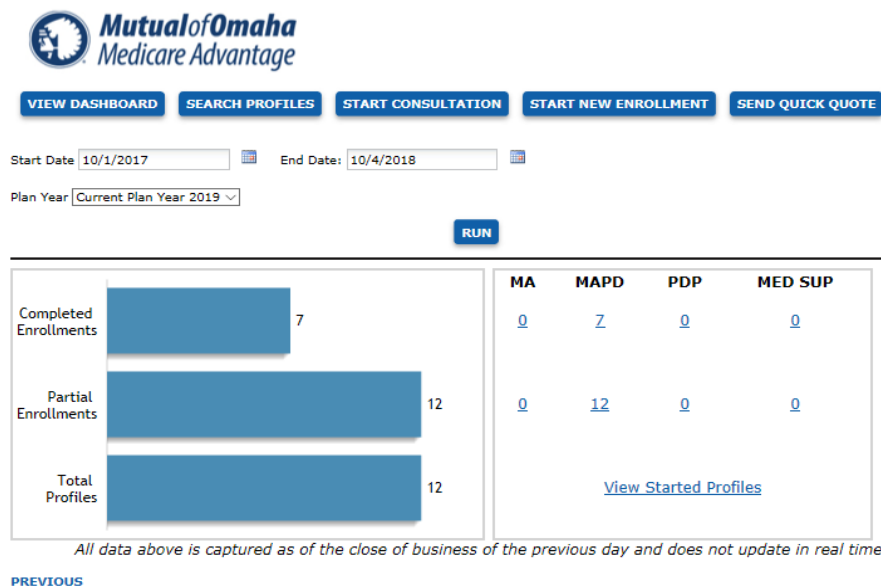 MutualofOmaha
Medicare Advantage
VIEW DASHBOARD SEARCH PROFILES START CONSULTATION START NEW ENROLLMENT SEND QUICK QUOTE
Start Date 10/1/2017 End Date: 10/4/2018
Plan Year Current Plan Year 2019
RUN
MA MAPD PDP MED SUP
Completed
Enrollments 7 0 7 0 0
Partial
Enrollments 12 0 12 0 0
Total
Profiles 12 View Started Profiles
All data above is captured as of the close of business of the previous day and does not update in real time
PREVIOUS